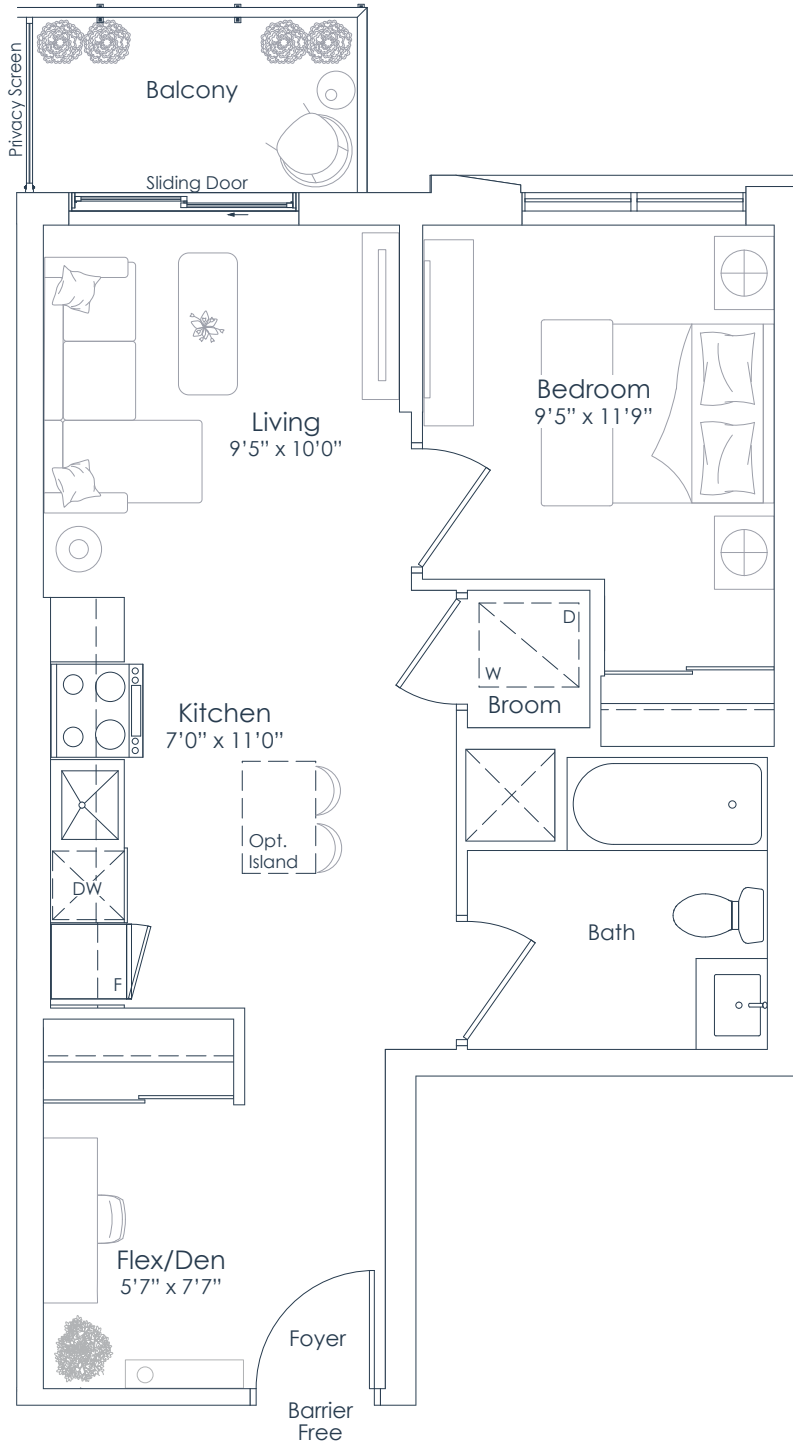 Privacy Screen
Balcony
Sliding Door
Bedroom
9’5” x 11’9”
Living
9’5” x 10’0”
D
W
Broom
Kitchen
7’0” x 11’0”
Opt.
Island
DW
Bath
F
Flex/Den
5’7” x 7’7”
Foyer
Barrier
Free